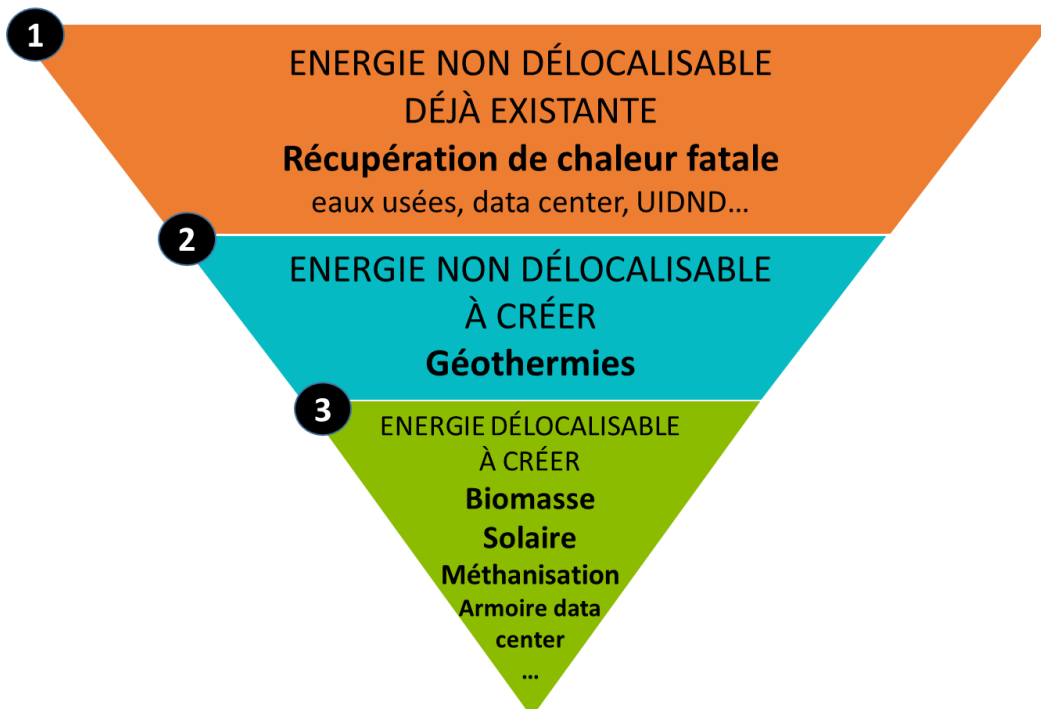 1
ENERGIE NON DÉLOCALISABLE
DÉJÀ EXISTANTE
Récupération de chaleur fatale
eaux usées, data center, UIDND...
2
ENERGIE NON DÉLOCALISABLE
À CRÉER
Géothermies
3
ENERGIE DÉLOCALISABLE
À CRÉER
Biomasse
Solaire
Méthanisation
Armoire data
center
...